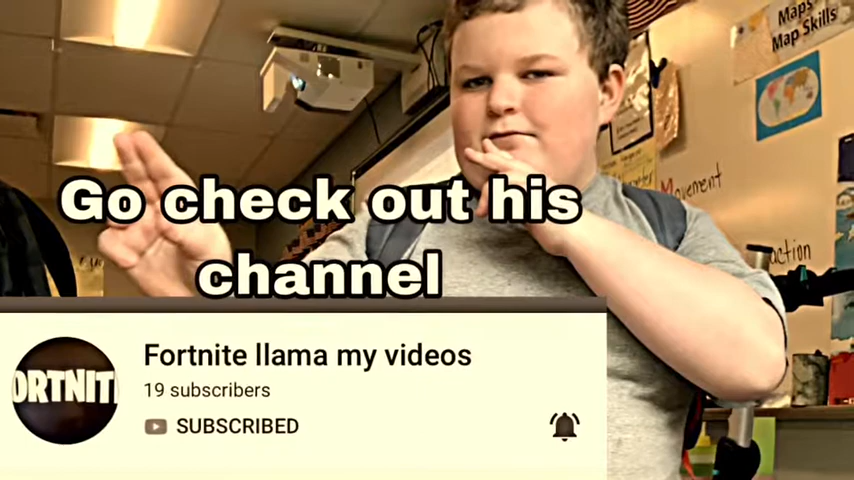 Maps
Map Skills
Movement
Go check out his
channel
action
ORTNIT
Fortnite llama my videos
19 subscribers
SUBSCRIBED